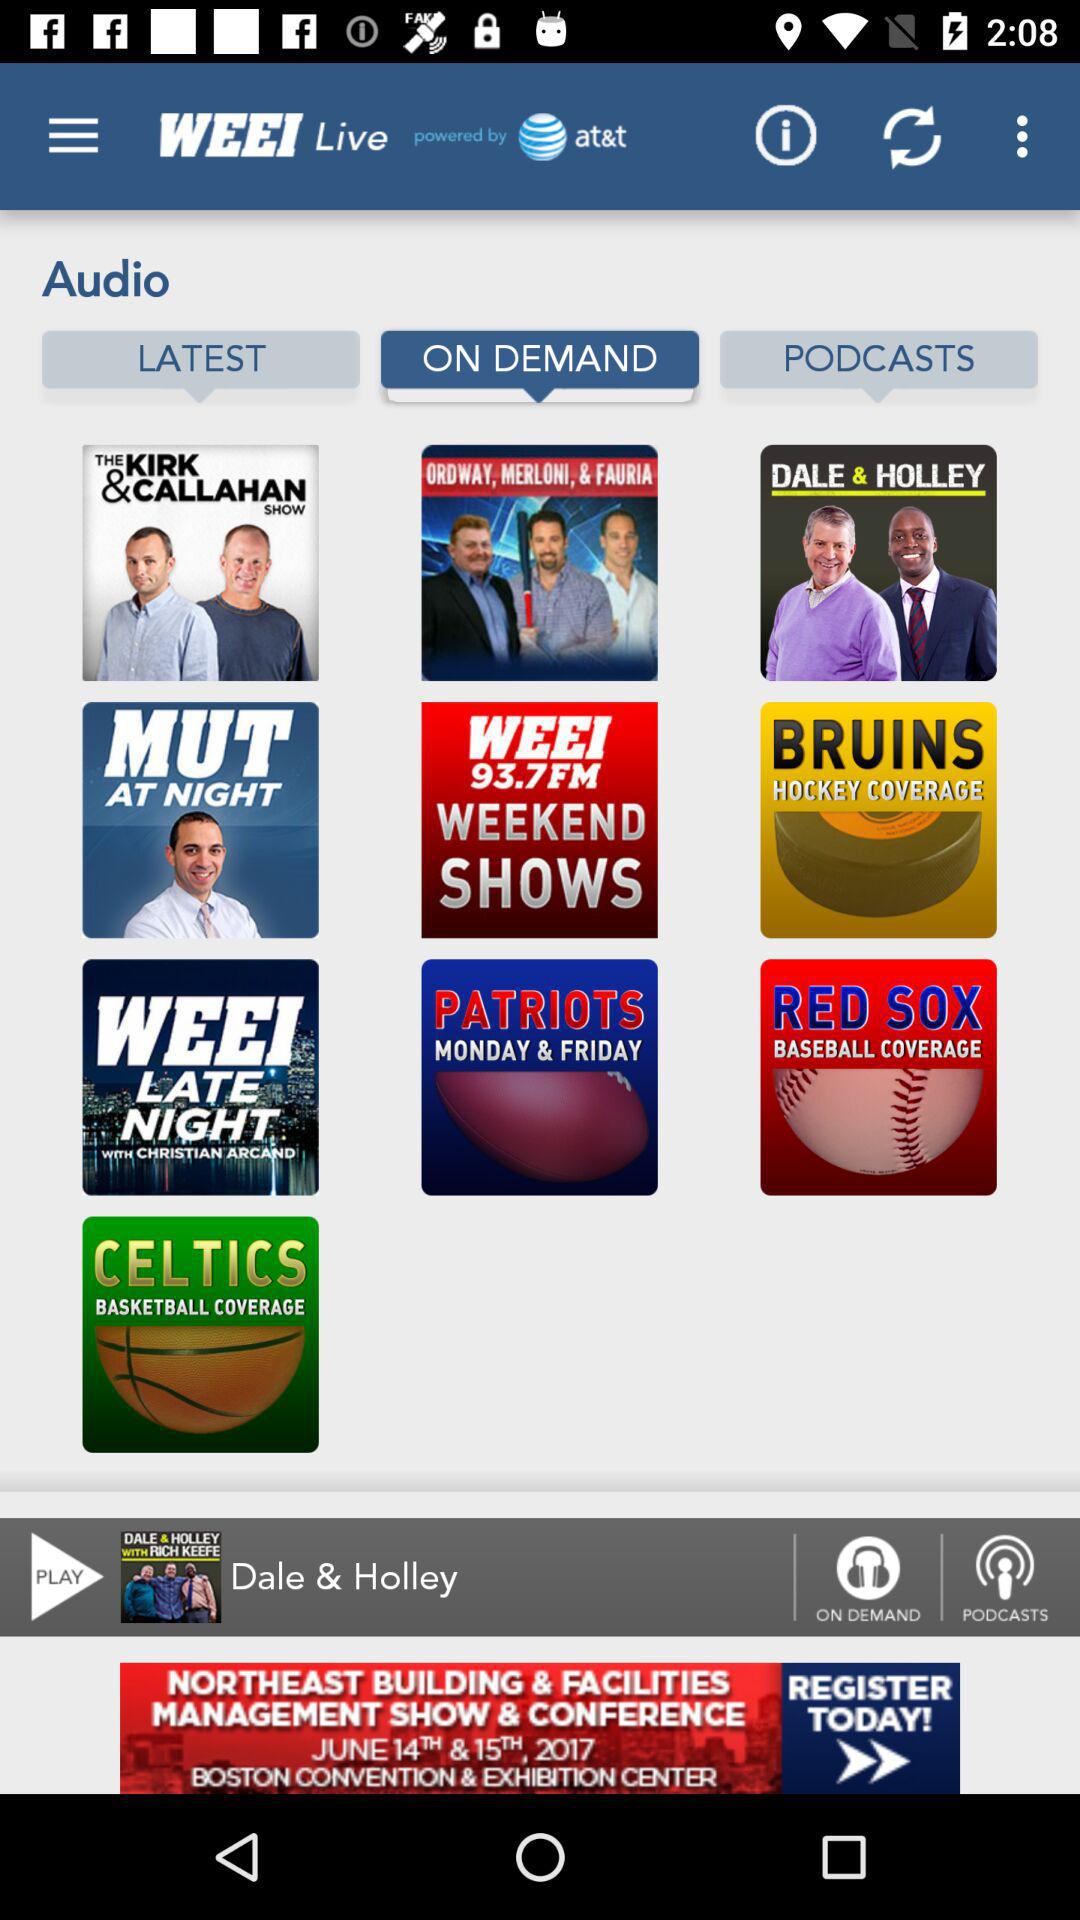 FAKE
2:08
WEEI Live powered by at&t
Audio
LATEST
ON DEMAND
PODCASTS
THE KIRK
& CALLAHAN
SHOW
ORDWAY, MERLONI, & FAURIA
DALE & HOLLEY
MUT
AT NIGHT
WEEI
93.7FM
WEEKEND
SHOWS
BRUINS
HOCKEY COVERAGE
WEEI
LATE
NIGHT
WITH CHRISTIAN ARCAND
PATRIOTS
MONDAY & FRIDAY
RED SOX
BASEBALL COVERAGE
CELTICS
BASKETBALL COVERAGE
PLAY
DALE & HOLLEY
WITH RICH KEEFE
Dale & Holley
ON DEMAND
PODCASTS
NORTHEAST BUILDING & FACILITIES
MANAGEMENT SHOW & CONFERENCE
JUNE 14TH & 15TH, 2017
BOSTON CONVENTION & EXHIBITION CENTER
REGISTER
TODAY!